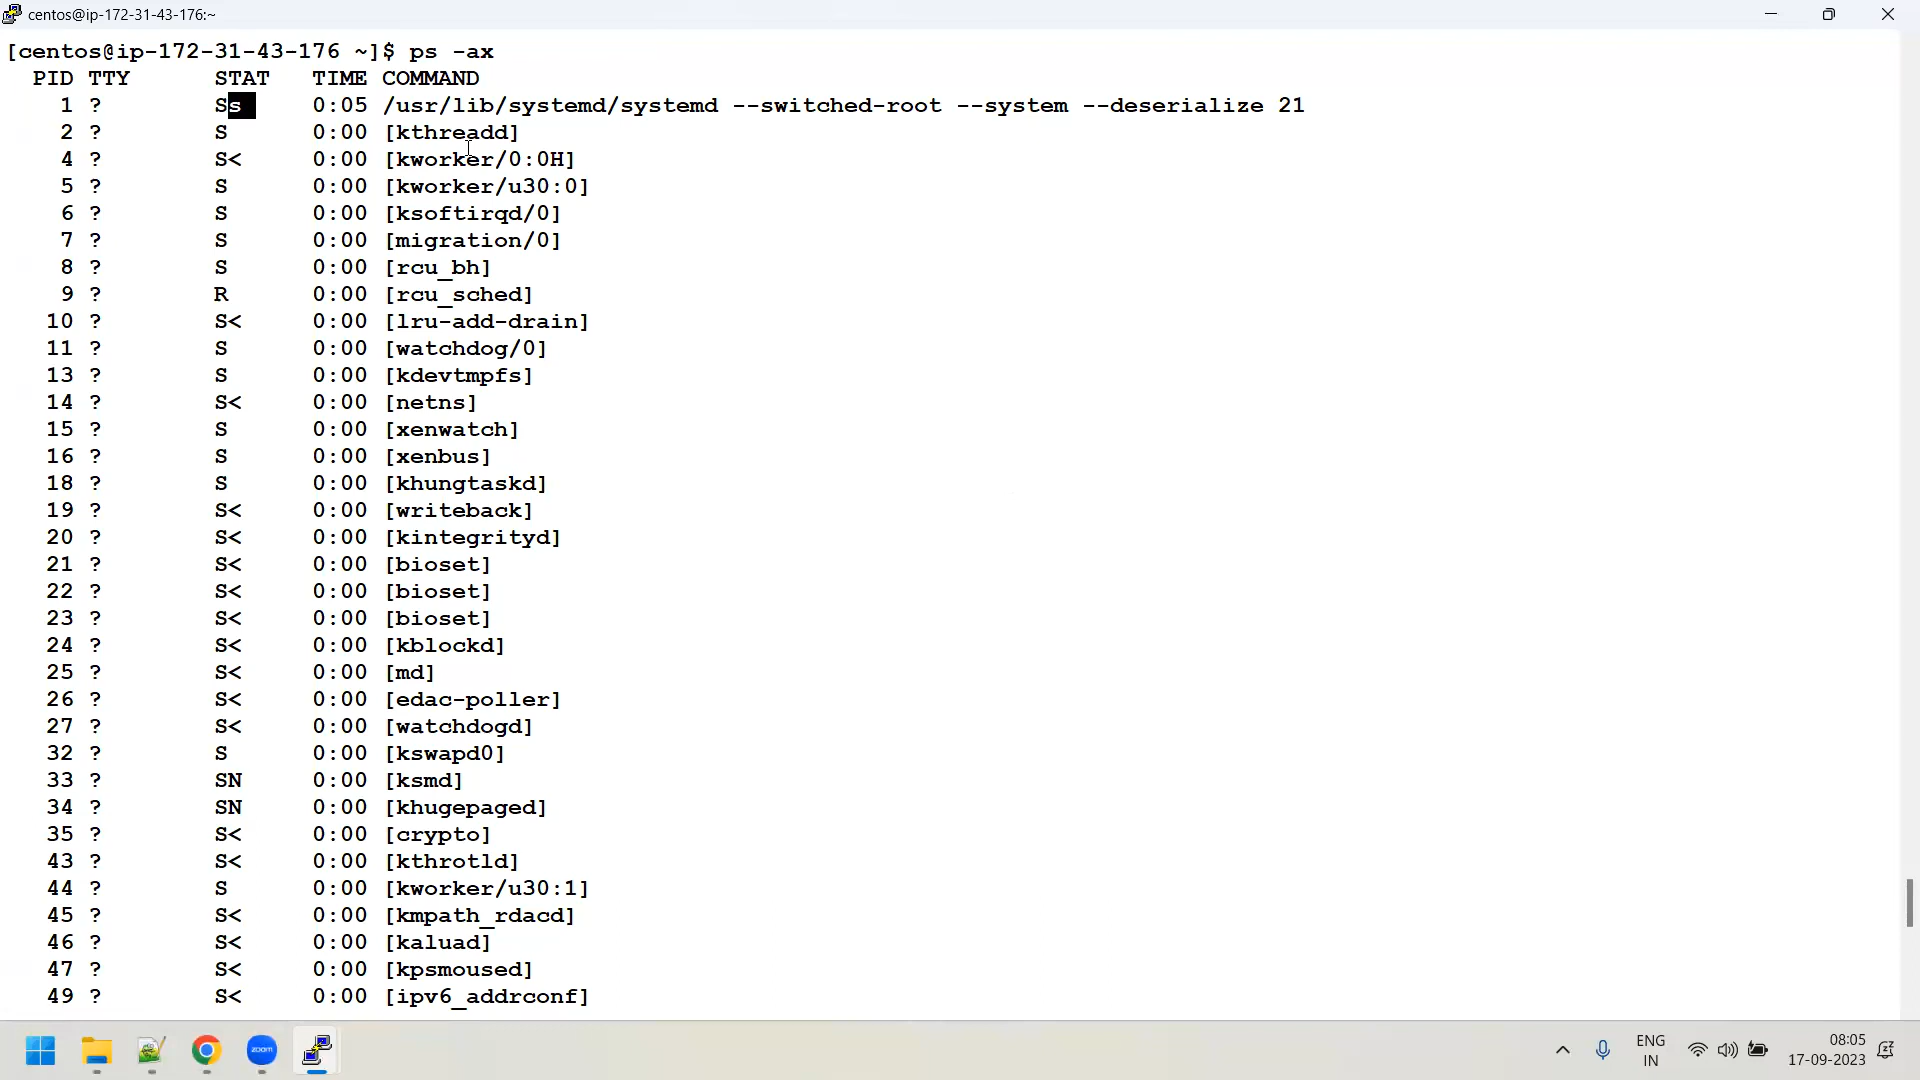 centos@ip-172-31-43-176:~
[centos@ip-172-31-43-176 ~]$ ps -ax
PID TTY STAT TIME COMMAND
1 ? Ss 0:05 /usr/lib/systemd/systemd --switched-root --system --deserialize 21
2 ? S 0:00 [kthreadd]
4 ? S< 0:00 [kworker/0:0H]
5 ? S 0:00 [kworker/u30:0]
6 ? S 0:00 [ksoftirqd/0]
7 ? S 0:00 [migration/0]
8 ? S 0:00 [rcu_bh]
9 ? R 0:00 [rcu_sched]
10 ? S< 0:00 [lru-add-drain]
11 ? S 0:00 [watchdog/0]
13 ? S 0:00 [kdevtmpfs]
14 ? S< 0:00 [netns]
15 ? S 0:00 [xenwatch]
16 ? S 0:00 [xenbus]
18 ? S 0:00 [khungtaskd]
19 ? S< 0:00 [writeback]
20 ? S< 0:00 [kintegrityd]
21 ? S< 0:00 [bioset]
22 ? S< 0:00 [bioset]
23 ? S< 0:00 [bioset]
24 ? S< 0:00 [kblockd]
25 ? S< 0:00 [md]
26 ? S< 0:00 [edac-poller]
27 ? S< 0:00 [watchdogd]
32 ? S 0:00 [kswapd0]
33 ? SN 0:00 [ksmd]
34 ? SN 0:00 [khugepaged]
35 ? S< 0:00 [crypto]
43 ? S< 0:00 [kthrotld]
44 ? S 0:00 [kworker/u30:1]
45 ? S< 0:00 [kmpath_rdacd]
46 ? S< 0:00 [kaluad]
47 ? S< 0:00 [kpsmoused]
49 ? S< 0:00 [ipv6_addrconf]
zoom
ENG
IN
08:05
17-09-2023